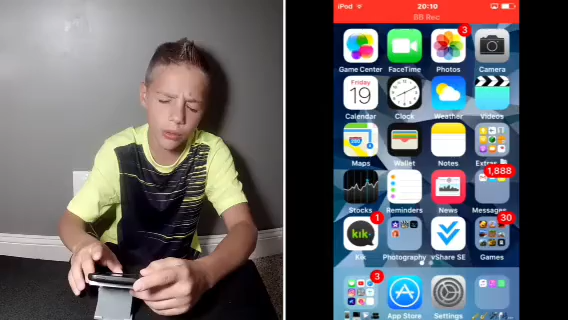 iPod 20:10
BB Rec
3
Game Center FaceTime Photos Camera
Friday
19
Calendar Clock Weather Videos
280
Maps Wallet Notes Extras
1,888
Stocks Reminders News Messages
1 30
kik
Kik Photography vShare SE Games
3
App Store Settings